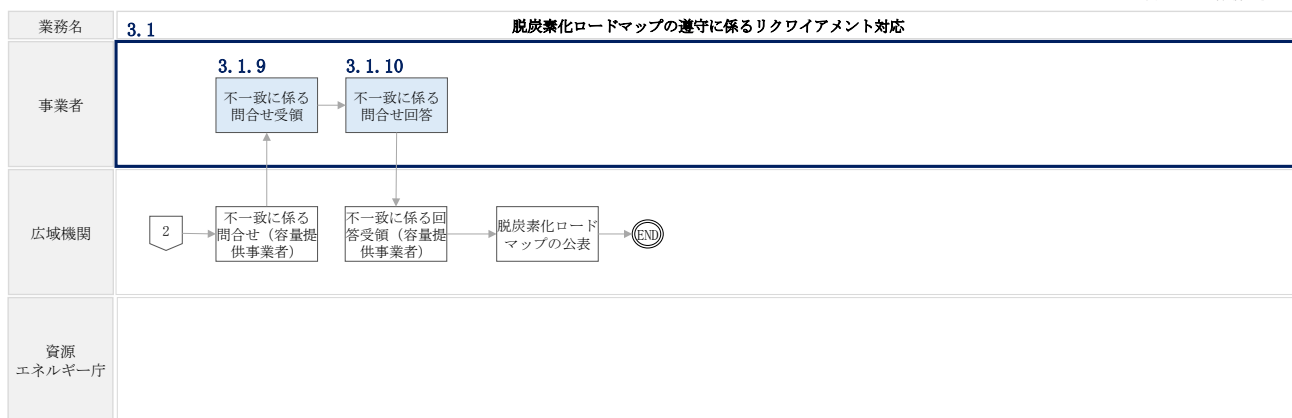 業務名
3.1
脱炭素化ロードマップの遵守に係るリクワイアメント対応
事業者
3.1.9
不一致に係る
問合せ受領
3.1.10
不一致に係る
問合せ回答
広域機関
2
不一致に係る
問合せ（容量提
供事業者）
不一致に係る回
答受領（容量提
供事業者）
脱炭素化ロード
マップの公表
END
資源
エネルギー庁